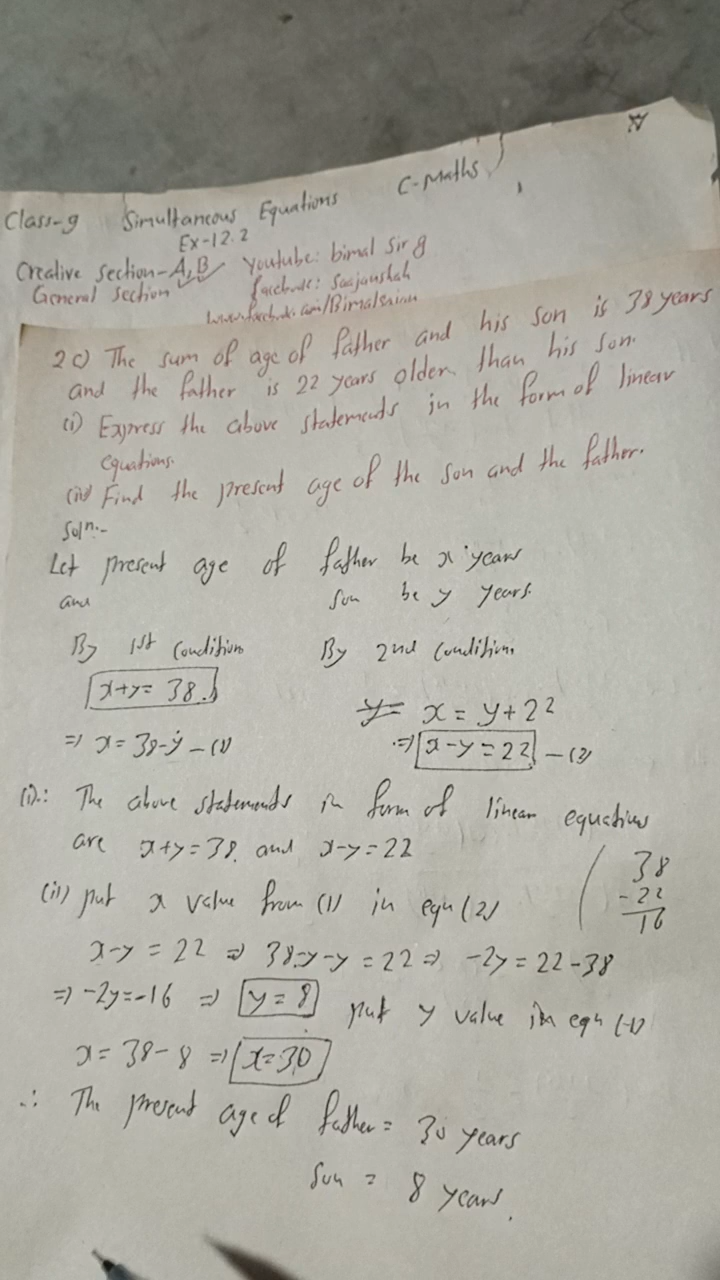 Class-9 Simultaneous Equations C-Maths
Ex-12.2
Creative Section-A,B Youtube: bimal Sir g
General Section facebook: Saajanshah
2 c) The sum of age of father and his son is 38 years
and the father is 22 years older than his son.
(i) Express the above statements in the form of linear
equations.
(ii) Find the present age of the son and the father.
Soln:-
Let present age of father be x years
and son be y years.
By 1st Condition By 2nd Condition
x+y= 38
y= x = y+22
=> x= 38-y —(1) => x-y=22 —(2)
(i) ∴ The above statements in form of linear equations
are x+y=38 and x-y=22
(ii) put x value from (1) in eqn (2)
38
-22
16
x-y = 22 => 38-y-y = 22 => -2y = 22-38
=> -2y=-16 => y=8 put y value in eqn (1)
x= 38-8 => x=30
∴ The present age of father= 30 years
Son = 8 years.